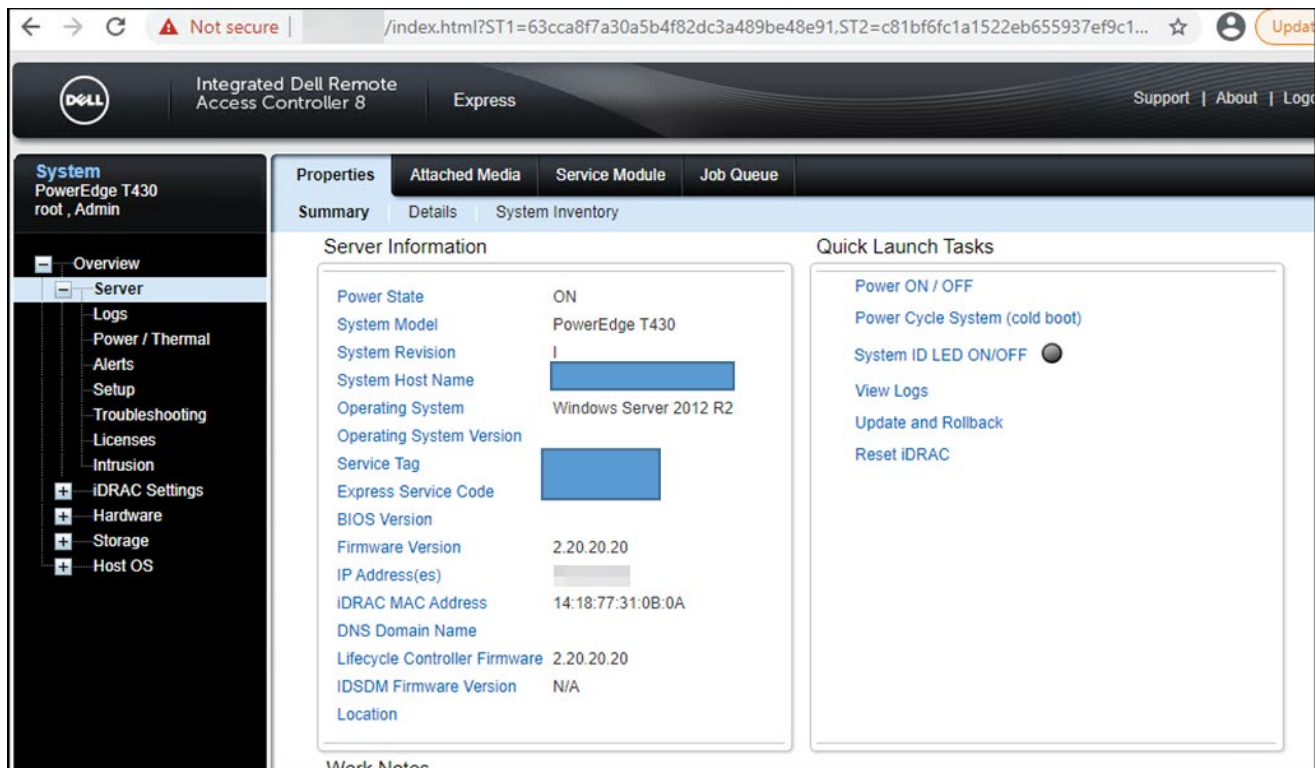 Not secure | /index.html?ST1=63cca8f7a30a5b4f82dc3a489be48e91,ST2=c81bf6fc1a1522eb655937ef9c1...
DELL
Integrated Dell Remote
Access Controller 8
Express
Support | About |
System
PowerEdge T430
root , Admin
Overview
Server
Logs
Power / Thermal
Alerts
Setup
Troubleshooting
Licenses
Intrusion
iDRAC Settings
Hardware
Storage
Host OS
Properties Attached Media Service Module Job Queue
Summary Details System Inventory
Server Information
Power State ON
System Model PowerEdge T430
System Revision I
System Host Name
Operating System Windows Server 2012 R2
Operating System Version
Service Tag
Express Service Code
BIOS Version
Firmware Version 2.20.20.20
IP Address(es)
iDRAC MAC Address 14:18:77:31:0B:0A
DNS Domain Name
Lifecycle Controller Firmware 2.20.20.20
IDSDM Firmware Version N/A
Location
Quick Launch Tasks
Power ON / OFF
Power Cycle System (cold boot)
System ID LED ON/OFF
View Logs
Update and Rollback
Reset iDRAC
Work Notes